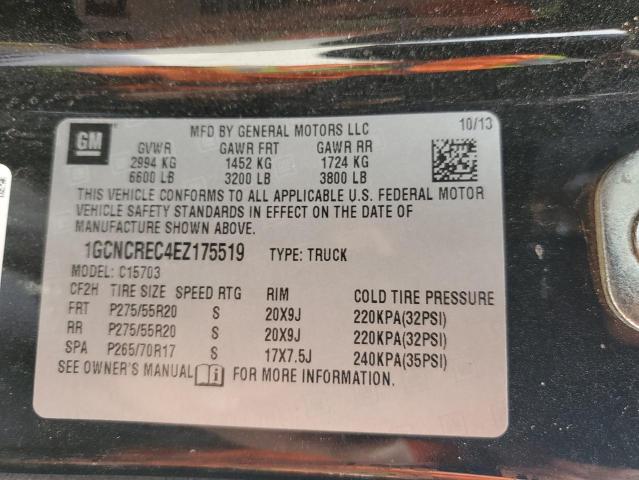 GM
MFD BY GENERAL MOTORS LLC 10/13
GVWR GAWR FRT GAWR RR
2994 KG 1452 KG 1724 KG
6600 LB 3200 LB 3800 LB
THIS VEHICLE CONFORMS TO ALL APPLICABLE U.S. FEDERAL MOTOR
VEHICLE SAFETY STANDARDS IN EFFECT ON THE DATE OF
MANUFACTURE SHOWN ABOVE.
1GCNCREC4EZ175519 TYPE: TRUCK
MODEL: C15703
CF2H TIRE SIZE SPEED RTG RIM COLD TIRE PRESSURE
FRT P275/55R20 S 20X9J 220KPA(32PSI)
RR P275/55R20 S 20X9J 220KPA(32PSI)
SPA P265/70R17 S 17X7.5J 240KPA(35PSI)
SEE OWNER'S MANUAL FOR MORE INFORMATION.